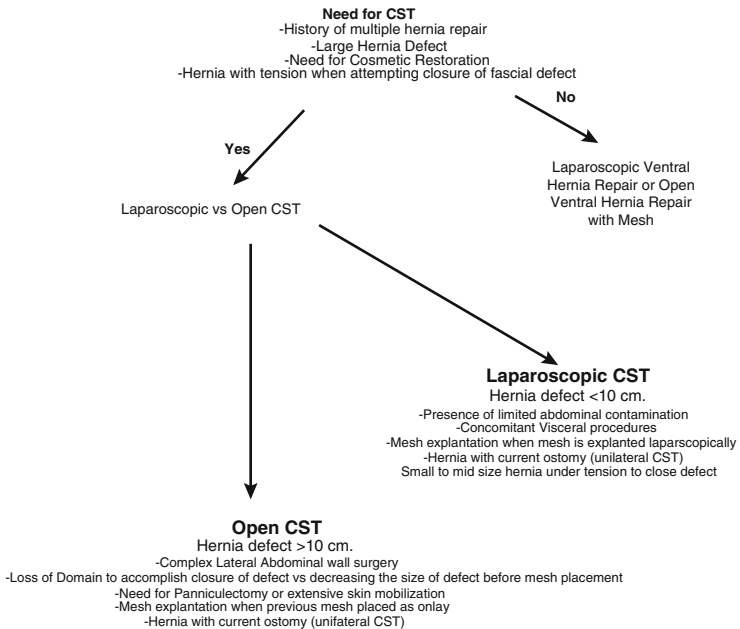 Need for CST
-History of multiple hernia repair
-Large Hernia Defect
-Need for Cosmetic Restoration
-Hernia with tension when attempting closure of fascial defect
No
Yes
Laparoscopic Ventral
Hernia Repair or Open
Ventral Hernia Repair
with Mesh
Laparoscopic vs Open CST
Laparoscopic CST
Hernia defect <10 cm.
-Presence of limited abdominal contamination
-Concomitant Visceral procedures
-Mesh explantation when mesh is explanted laparscopically
-Hernia with current ostomy (unilateral CST)
Small to mid size hernia under tension to close defect
Open CST
Hernia defect >10 cm.
-Complex Lateral Abdominal wall surgery
-Loss of Domain to accomplish closure of defect vs decreasing the size of defect before mesh placement
-Need for Panniculectomy or extensive skin mobilization
-Mesh explantation when previous mesh placed as onlay
-Hernia with current ostomy (unifateral CST)